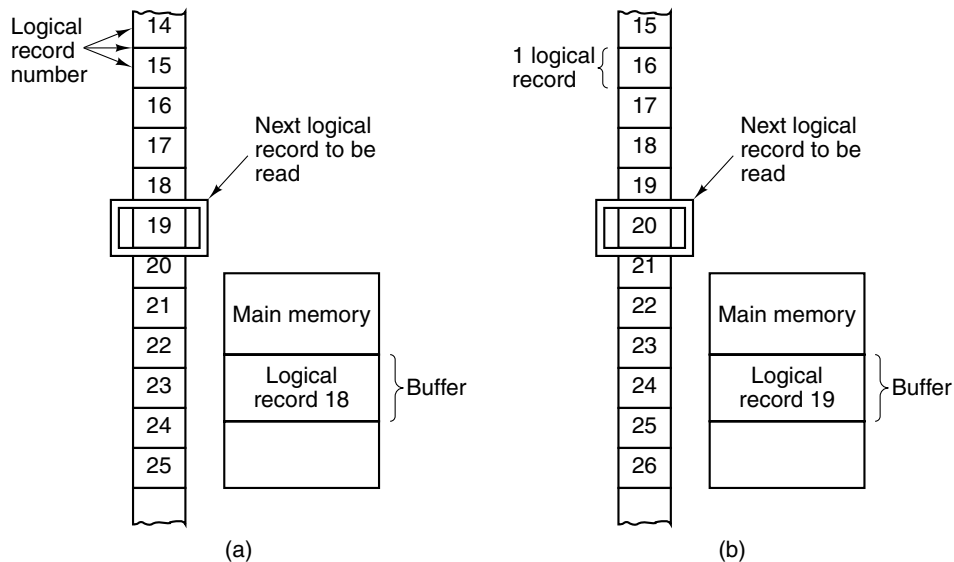 Logical
record
number
14
15
16
17
18
19
20
21
22
23
24
25
Next logical
record to be
read
Main memory
Logical
record 18
Buffer
(a)
1 logical
record
15
16
17
18
19
20
21
22
23
24
25
26
Next logical
record to be
read
Main memory
Logical
record 19
Buffer
(b)